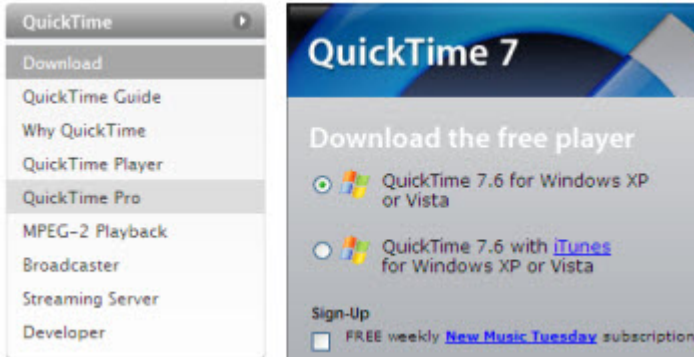 QuickTime
Download
QuickTime Guide
Why QuickTime
QuickTime Player
QuickTime Pro
MPEG-2 Playback
Broadcaster
Streaming Server
Developer
QuickTime 7
Download the free player
QuickTime 7.6 for Windows XP
or Vista
QuickTime 7.6 with iTunes
for Windows XP or Vista
Sign-Up
FREE weekly New Music Tuesday subscription